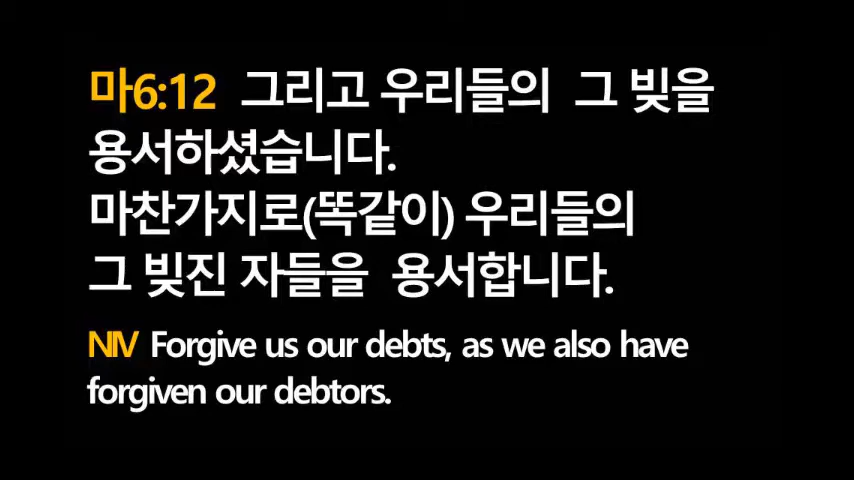 마6:12 그리고 우리들의 그 빚을
용서하셨습니다.
마찬가지로(똑같이) 우리들의
그 빚진 자들을 용서합니다.
NIV Forgive us our debts, as we also have
forgiven our debtors.